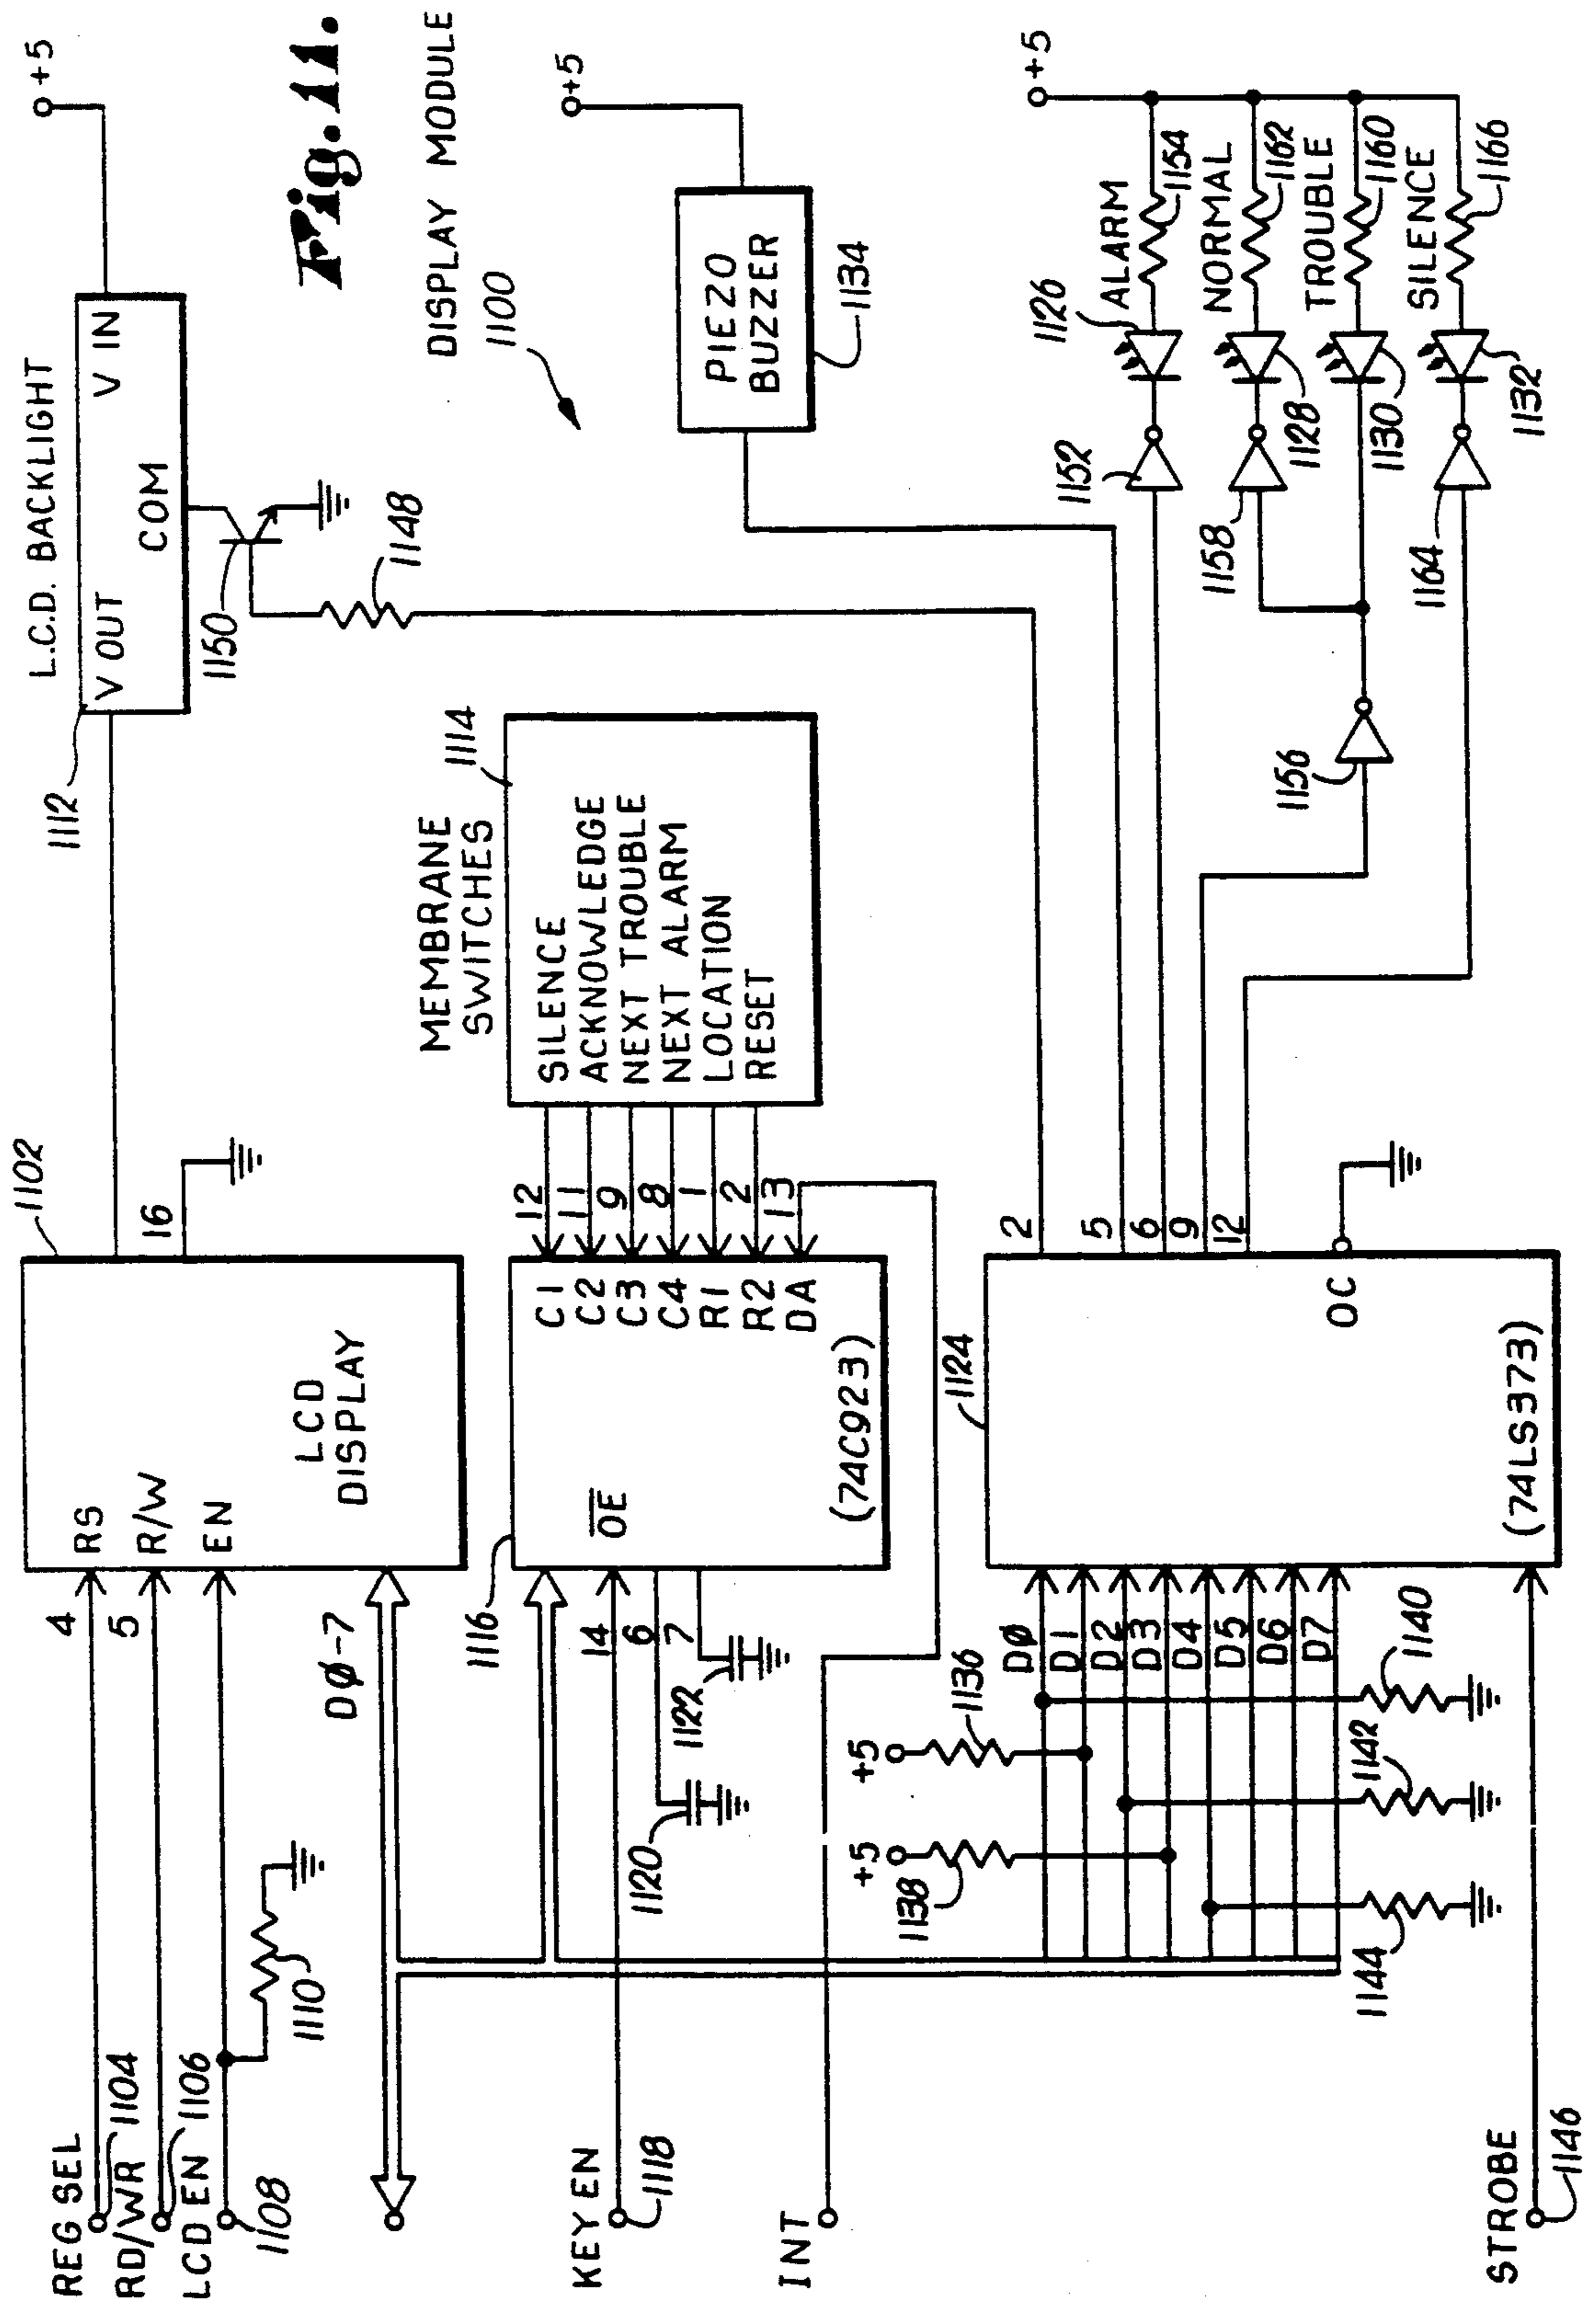 Fig. 11.
DISPLAY MODULE
1100
REG SEL
1104
RD/WR
1106
LCD EN
1108
1110
4
5
RS
R/W
EN
LCD
DISPLAY
1102
16
DØ-7
L.C.D. BACKLIGHT
1112
V OUT
COM
V IN
+5
1150
1148
KEY EN
1118
INT
1116
14
6
7
1120
1122
OE
(74C923)
C1
C2
C3
C4
R1
R2
DA
12
11
9
8
1
2
13
MEMBRANE
SWITCHES
1114
SILENCE
ACKNOWLEDGE
NEXT TROUBLE
NEXT ALARM
LOCATION
RESET
PIEZO
BUZZER
1134
+5
STROBE
1146
+5
1138
+5
1136
1144
1142
1140
DØ
D1
D2
D3
D4
D5
D6
D7
1124
(74LS373)
OC
2
5
6
9
12
1156
1152
1158
1164
1126
1128
1130
1132
ALARM
1154
NORMAL
1162
TROUBLE
1160
SILENCE
1166
+5